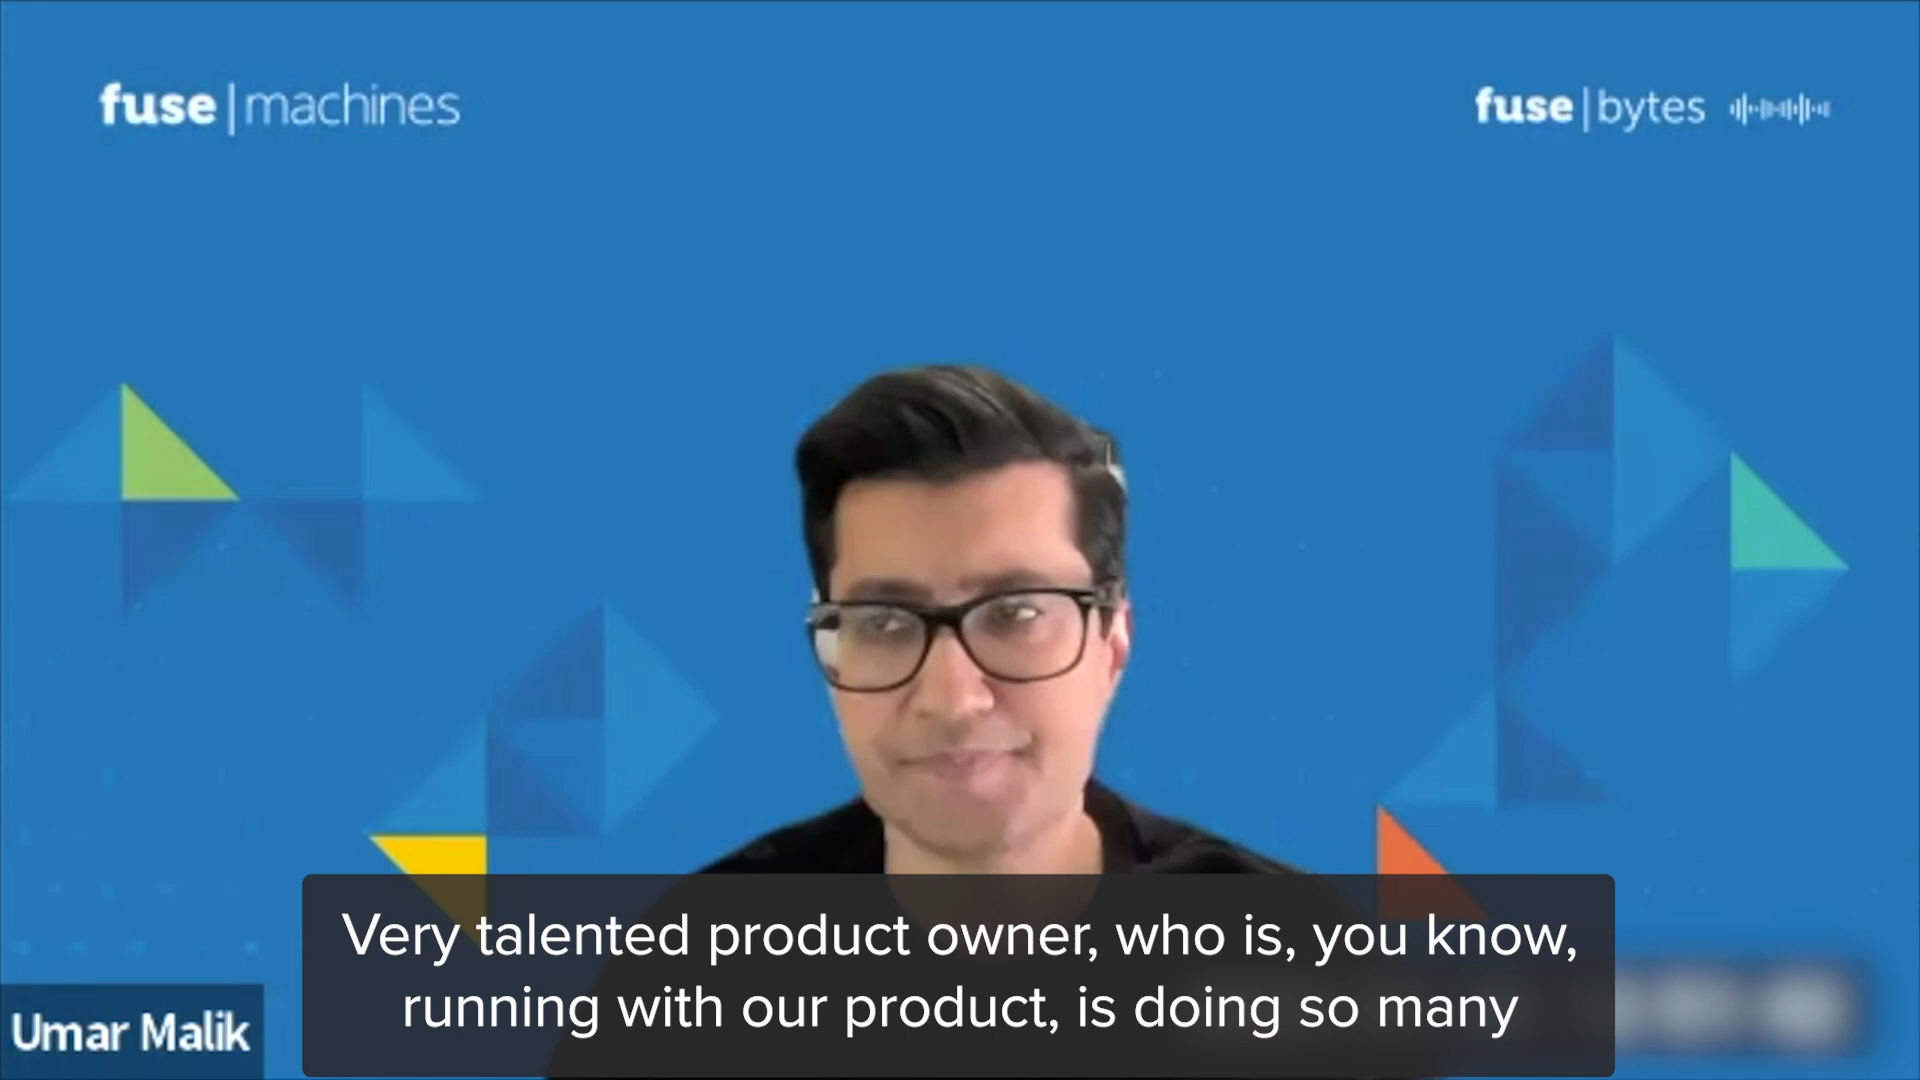 fuse|machines
fuse|bytes
Very talented product owner, who is, you know,
running with our product, is doing so many
Umar Malik